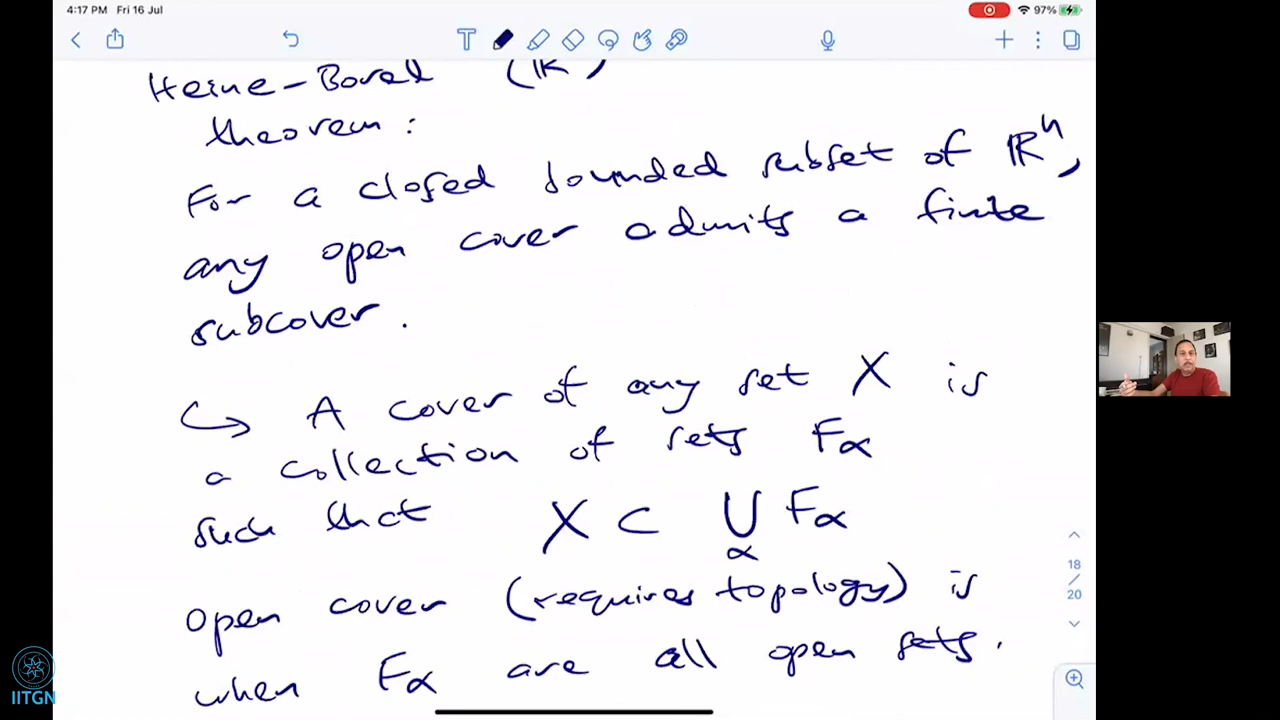 4:17 PM Fri 16 Jul
97%
Heine-Borel (ℝ)
theorem :
For a closed bounded subset of ℝⁿ,
any open cover admits a finite
subcover.
↪ A cover of any set X is
a collection of sets Fα
such that X ⊂ ∪α Fα
open cover (requires topology) is
when Fα are all open sets.
18
/
20
IITGN